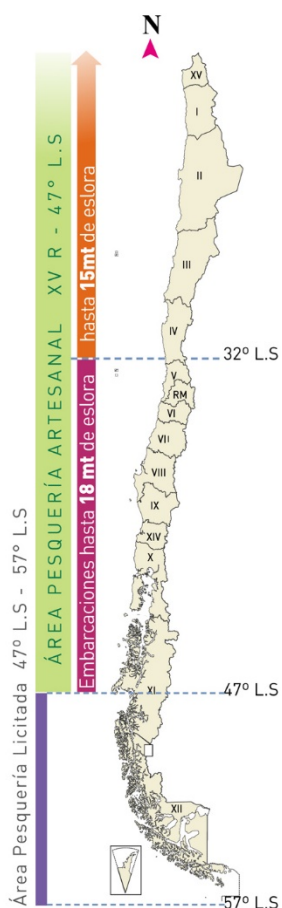 N
XV
I
II
III
IV
32° L.S
V
RM
VI
VII
VIII
IX
XIV
X
XI
47° L.S
XII
57° L.S
hasta 15mt de eslora
Embarcaciones hasta 18 mt de eslora
ÁREA PESQUERÍA ARTESANAL XV R - 47° L.S
Área Pesquería Licitada 47° L.S - 57° L.S